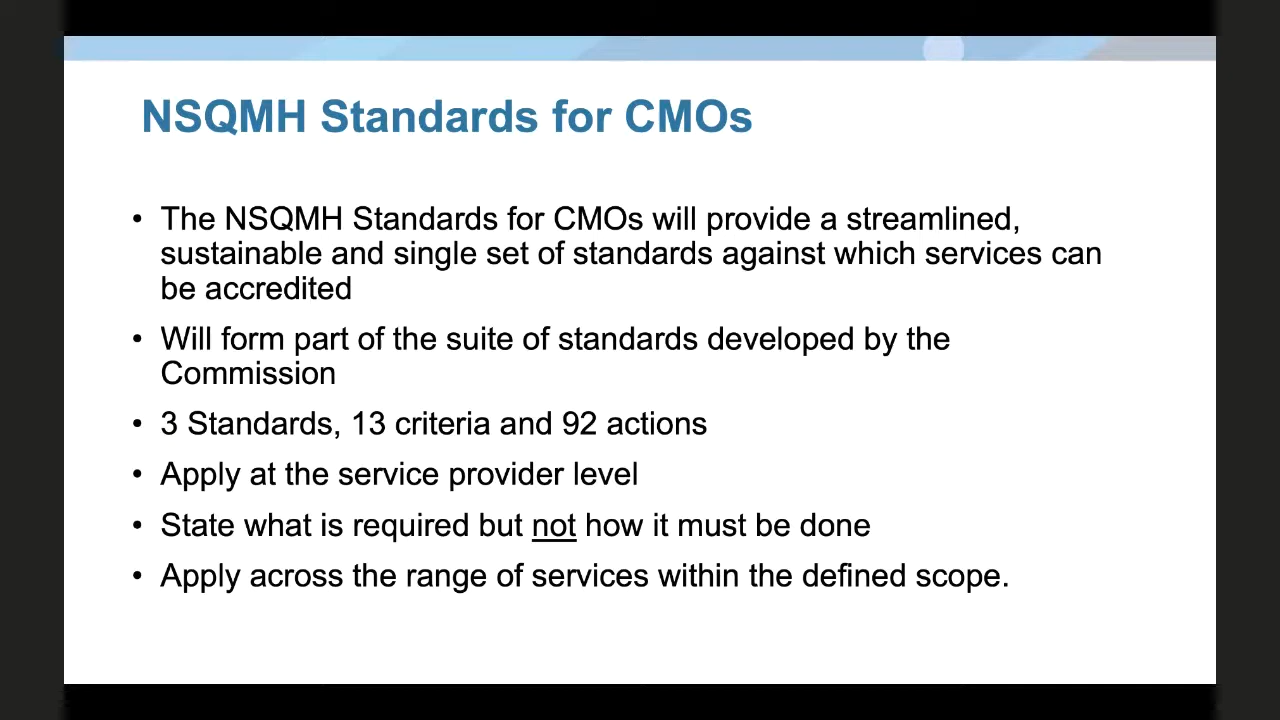 NSQMH Standards for CMOs
• The NSQMH Standards for CMOs will provide a streamlined,
sustainable and single set of standards against which services can
be accredited
• Will form part of the suite of standards developed by the
Commission
• 3 Standards, 13 criteria and 92 actions
• Apply at the service provider level
• State what is required but not how it must be done
• Apply across the range of services within the defined scope.